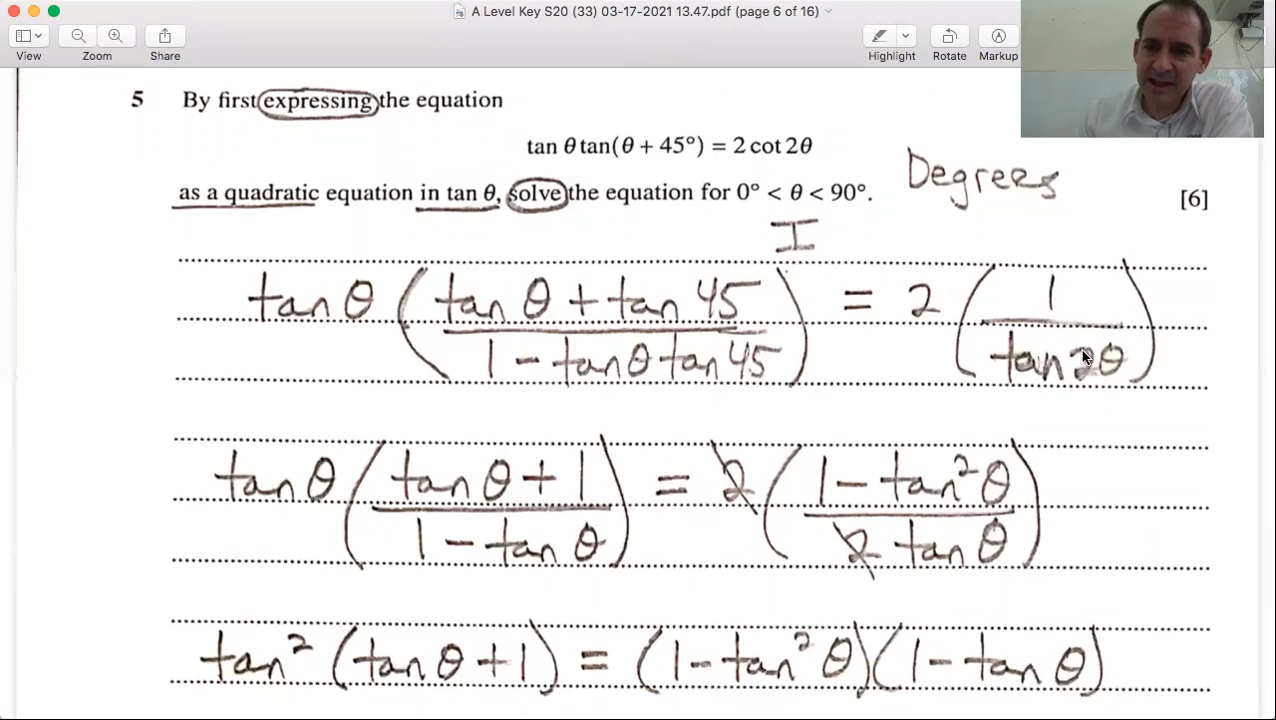 A Level Key S20 (33) 03-17-2021 13.47.pdf (page 6 of 16)
View Zoom Share Highlight Rotate Markup
5 By first expressing the equation
tan θ tan(θ + 45°) = 2 cot 2θ
Degrees
as a quadratic equation in tan θ, solve the equation for 0° < θ < 90°. [6]
I
tan θ (tan θ + tan 45 / 1 - tan θ tan 45) = 2 (1 / tan 2θ)
tan θ (tan θ + 1 / 1 - tan θ) = 2 (1 - tan² θ / 2 tan θ)
tan² (tan θ + 1) = (1 - tan² θ)(1 - tan θ)